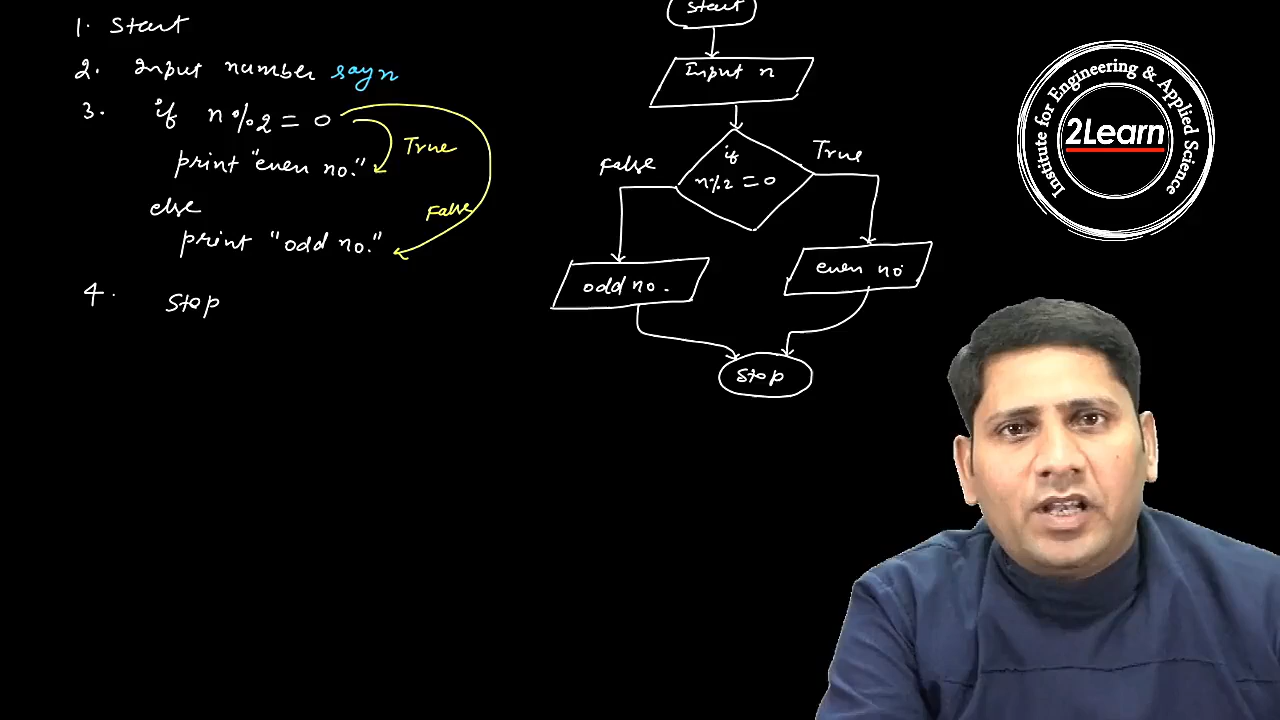 1. Start
2. Input number say n
3. if n%2 = 0
print "even no."
else
print "odd no."
4. Stop
True
False
Start
Input n
if
n%2 = 0
False
True
odd no.
even no
Stop
Institute for Engineering & Applied Science
2Learn